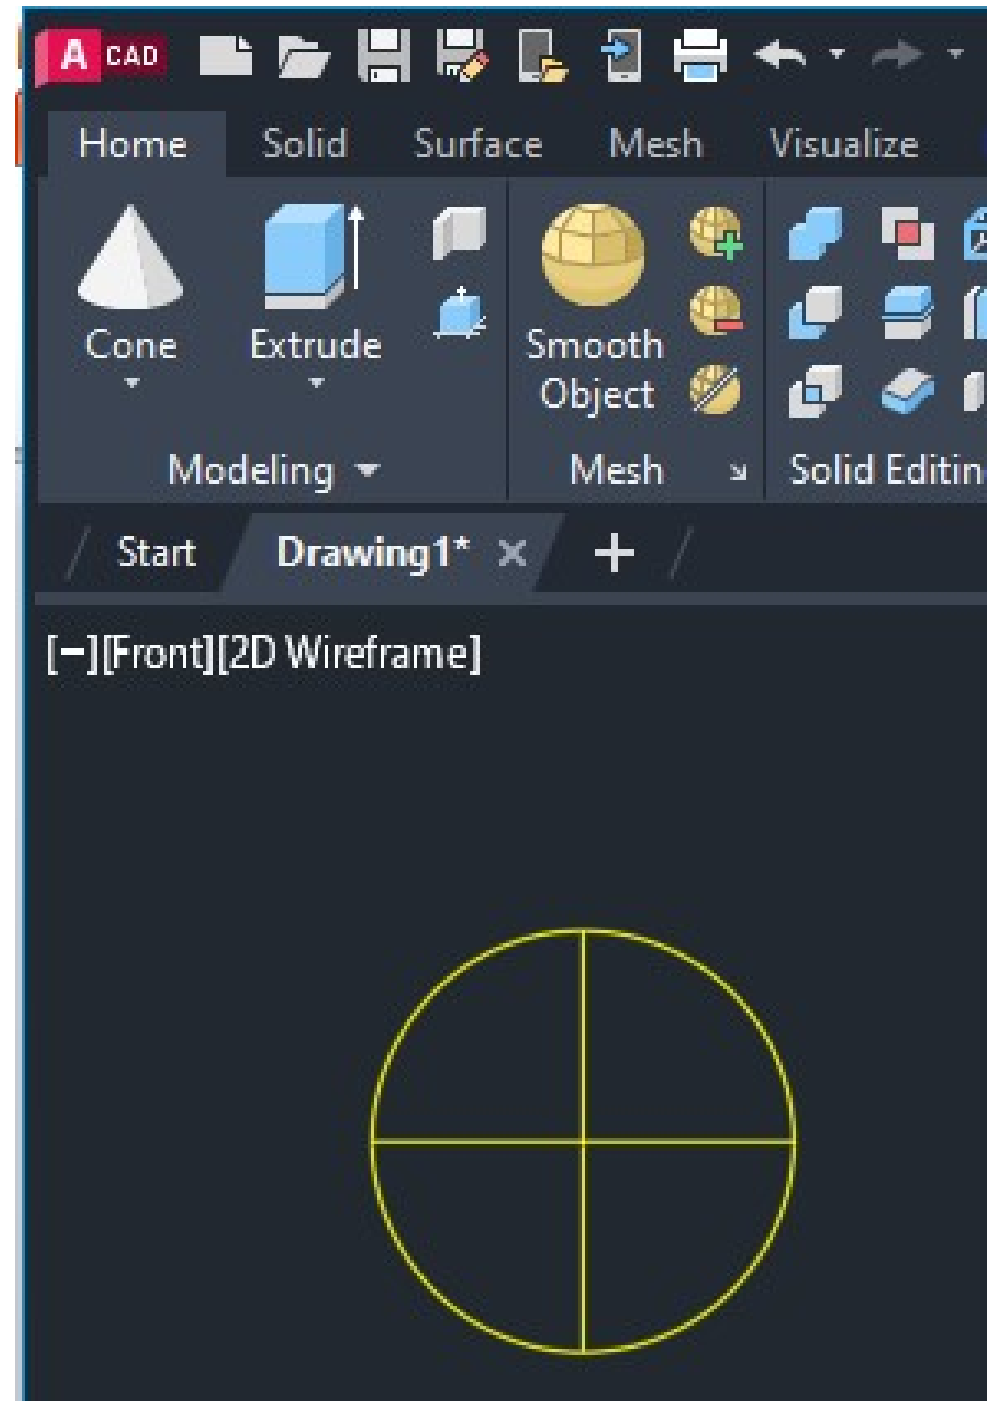 A CAD
Home Solid Surface Mesh Visualize
Cone Extrude Smooth Object
Modeling Mesh Solid Editin
Start Drawing1* × +
[−][Front][2D Wireframe]